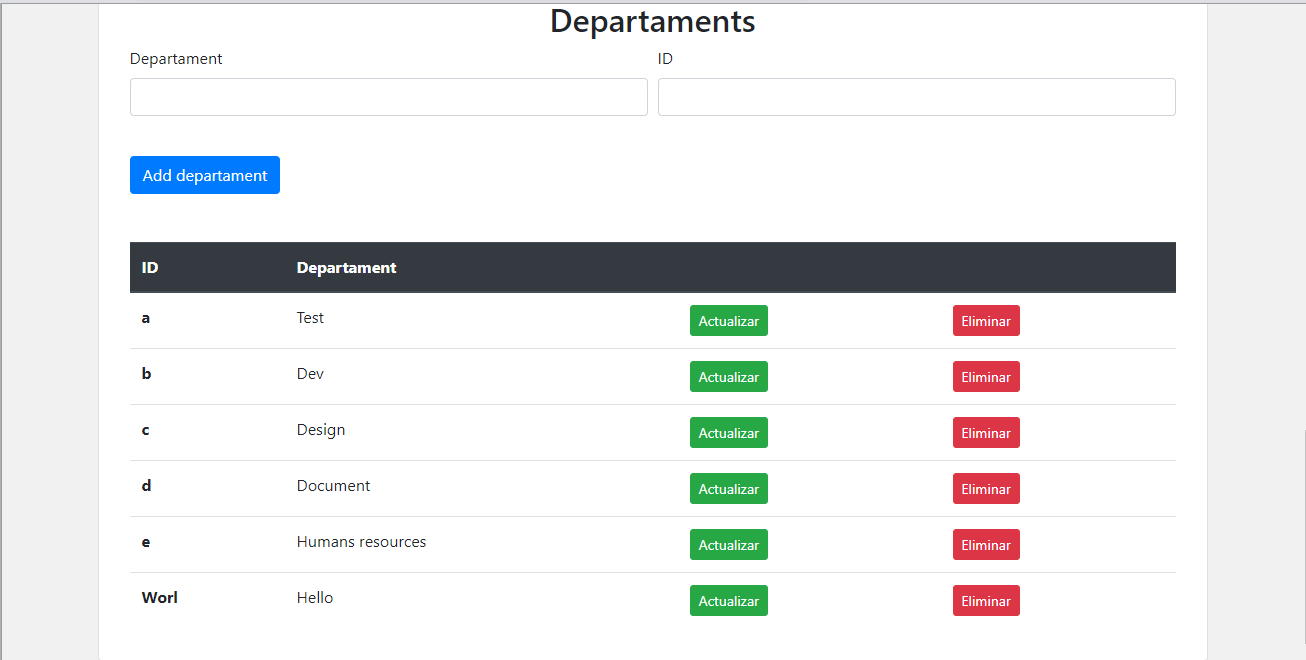 Departaments
Departament ID
Add departament
ID Departament
a Test Actualizar Eliminar
b Dev Actualizar Eliminar
c Design Actualizar Eliminar
d Document Actualizar Eliminar
e Humans resources Actualizar Eliminar
Worl Hello Actualizar Eliminar